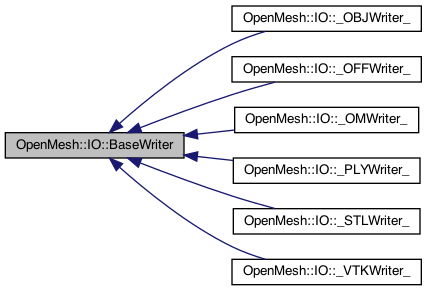 OpenMesh::IO::_OBJWriter_
OpenMesh::IO::_OFFWriter_
OpenMesh::IO::_OMWriter_
OpenMesh::IO::BaseWriter
OpenMesh::IO::_PLYWriter_
OpenMesh::IO::_STLWriter_
OpenMesh::IO::_VTKWriter_